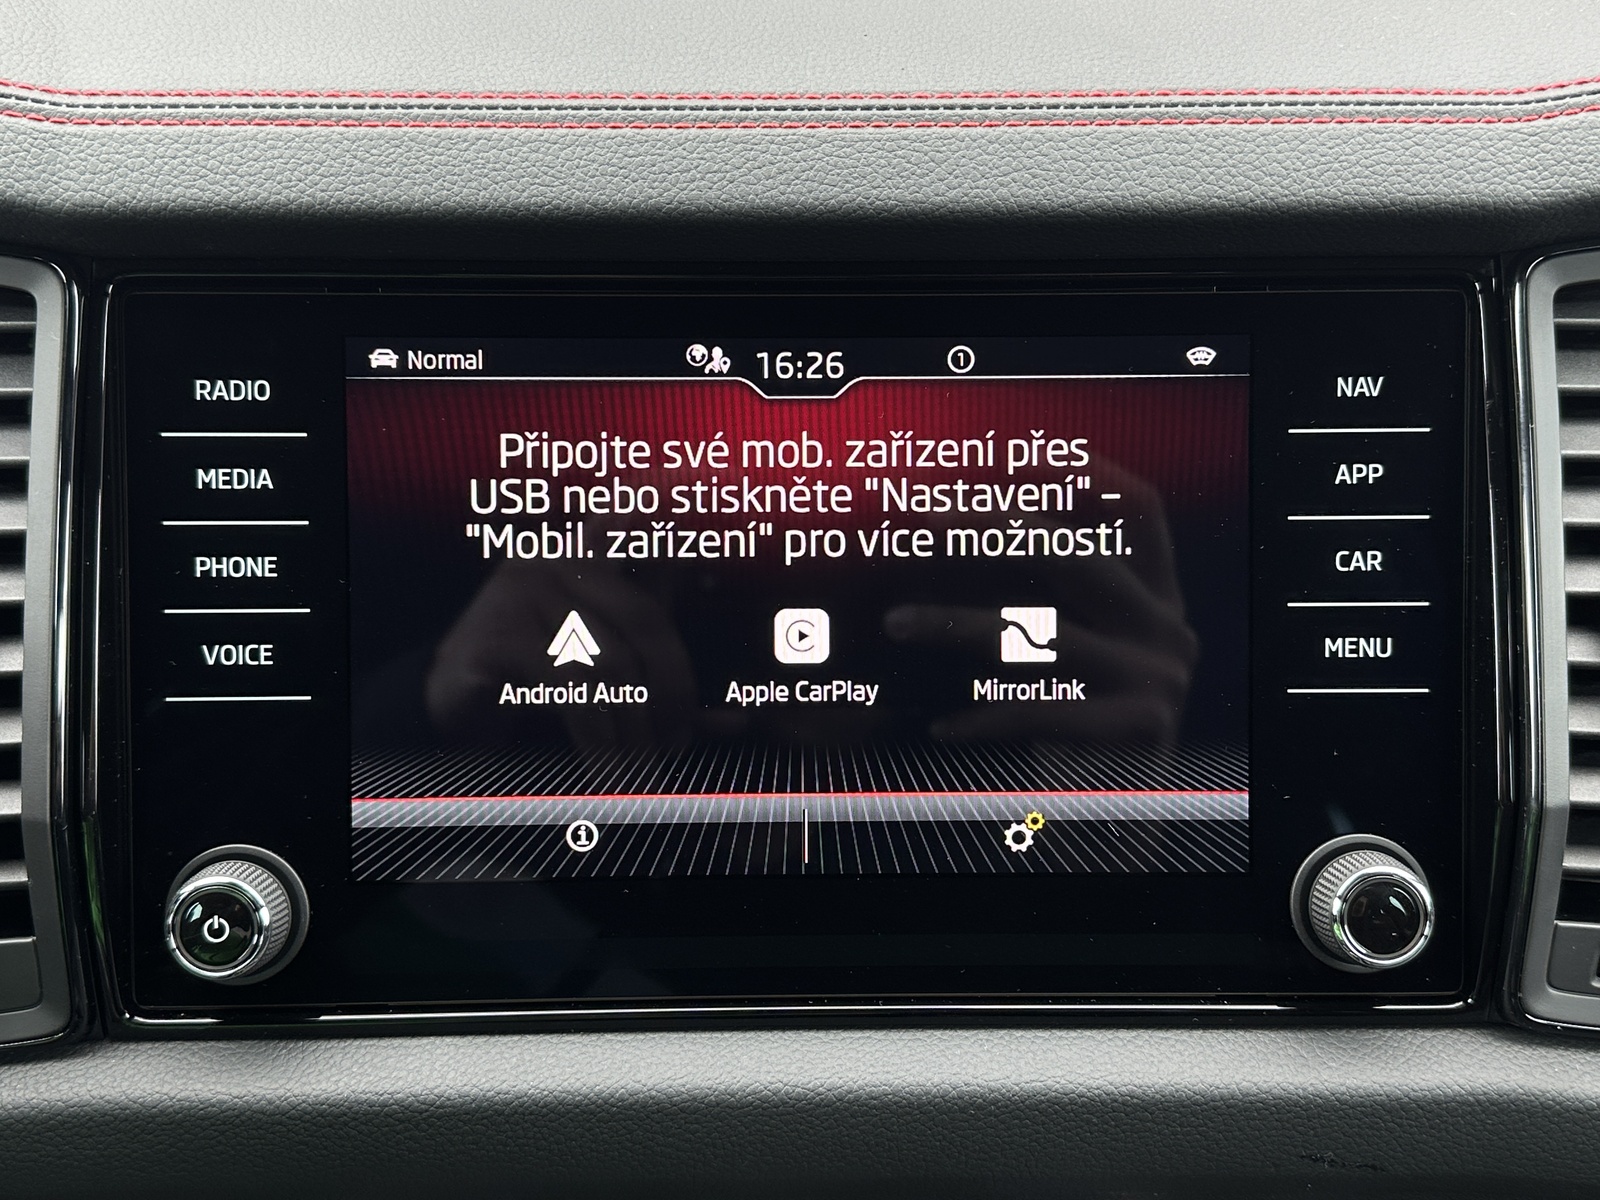 Normal
16:26
1
RADIO
MEDIA
PHONE
VOICE
Připojte své mob. zařízení přes
USB nebo stiskněte "Nastavení" –
"Mobil. zařízení" pro více možností.
Android Auto
Apple CarPlay
MirrorLink
NAV
APP
CAR
MENU